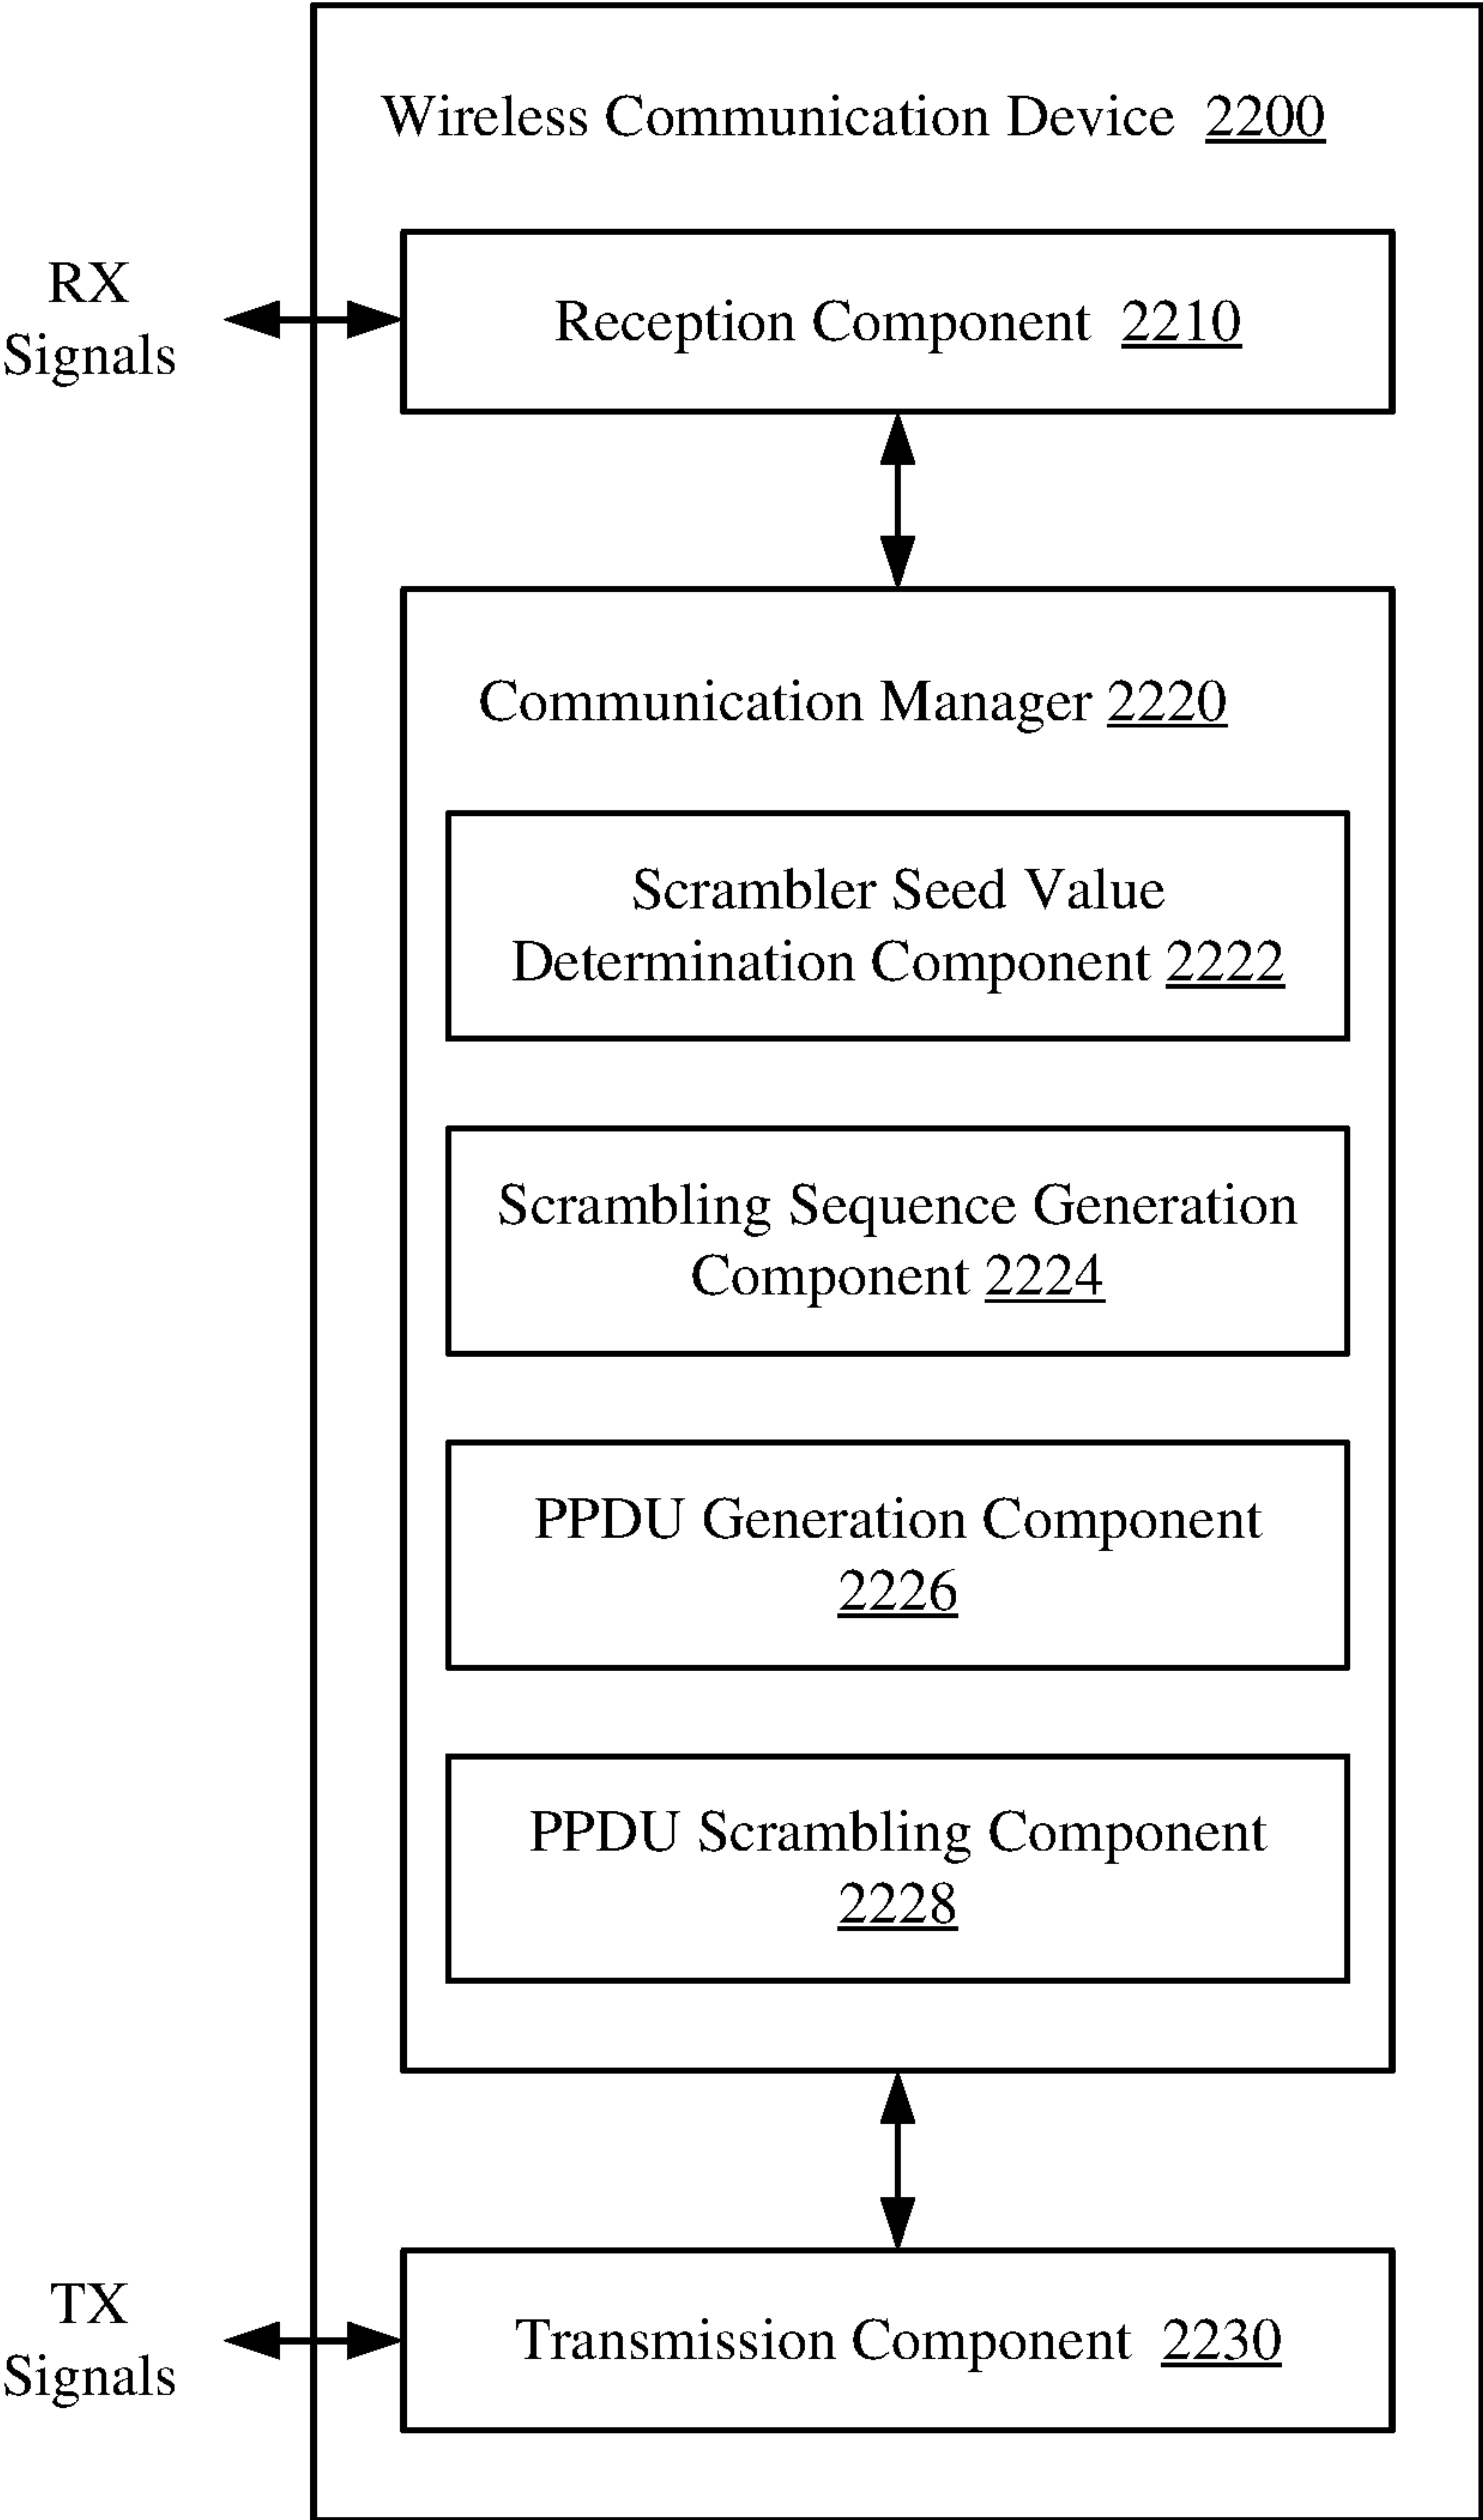 Wireless Communication Device 2200
RX
Signals
Reception Component 2210
Communication Manager 2220
Scrambler Seed Value
Determination Component 2222
Scrambling Sequence Generation
Component 2224
PPDU Generation Component
2226
PPDU Scrambling Component
2228
TX
Signals
Transmission Component 2230